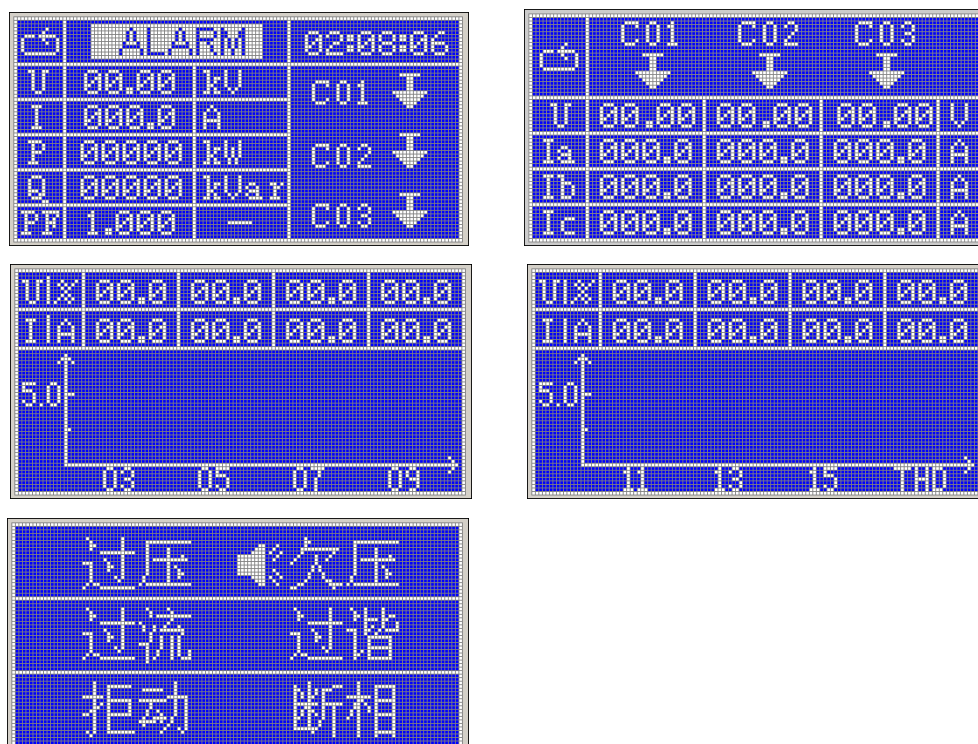 ALARM 02:08:06
U 00.00 kV C01
I 000.0 A
P 00000 kW C02
Q 00000 kVar
PF 1.000 — C03
C01 C02 C03
U 00.00 00.00 00.00 V
Ia 000.0 000.0 000.0 A
Ib 000.0 000.0 000.0 A
Ic 000.0 000.0 000.0 A
U|% 00.0 00.0 00.0 00.0
I|A 00.0 00.0 00.0 00.0
5.0
03 05 07 09
U|% 00.0 00.0 00.0 00.0
I|A 00.0 00.0 00.0 00.0
5.0
11 13 15 THD
过压 欠压
过流 过谐
拒动 断相